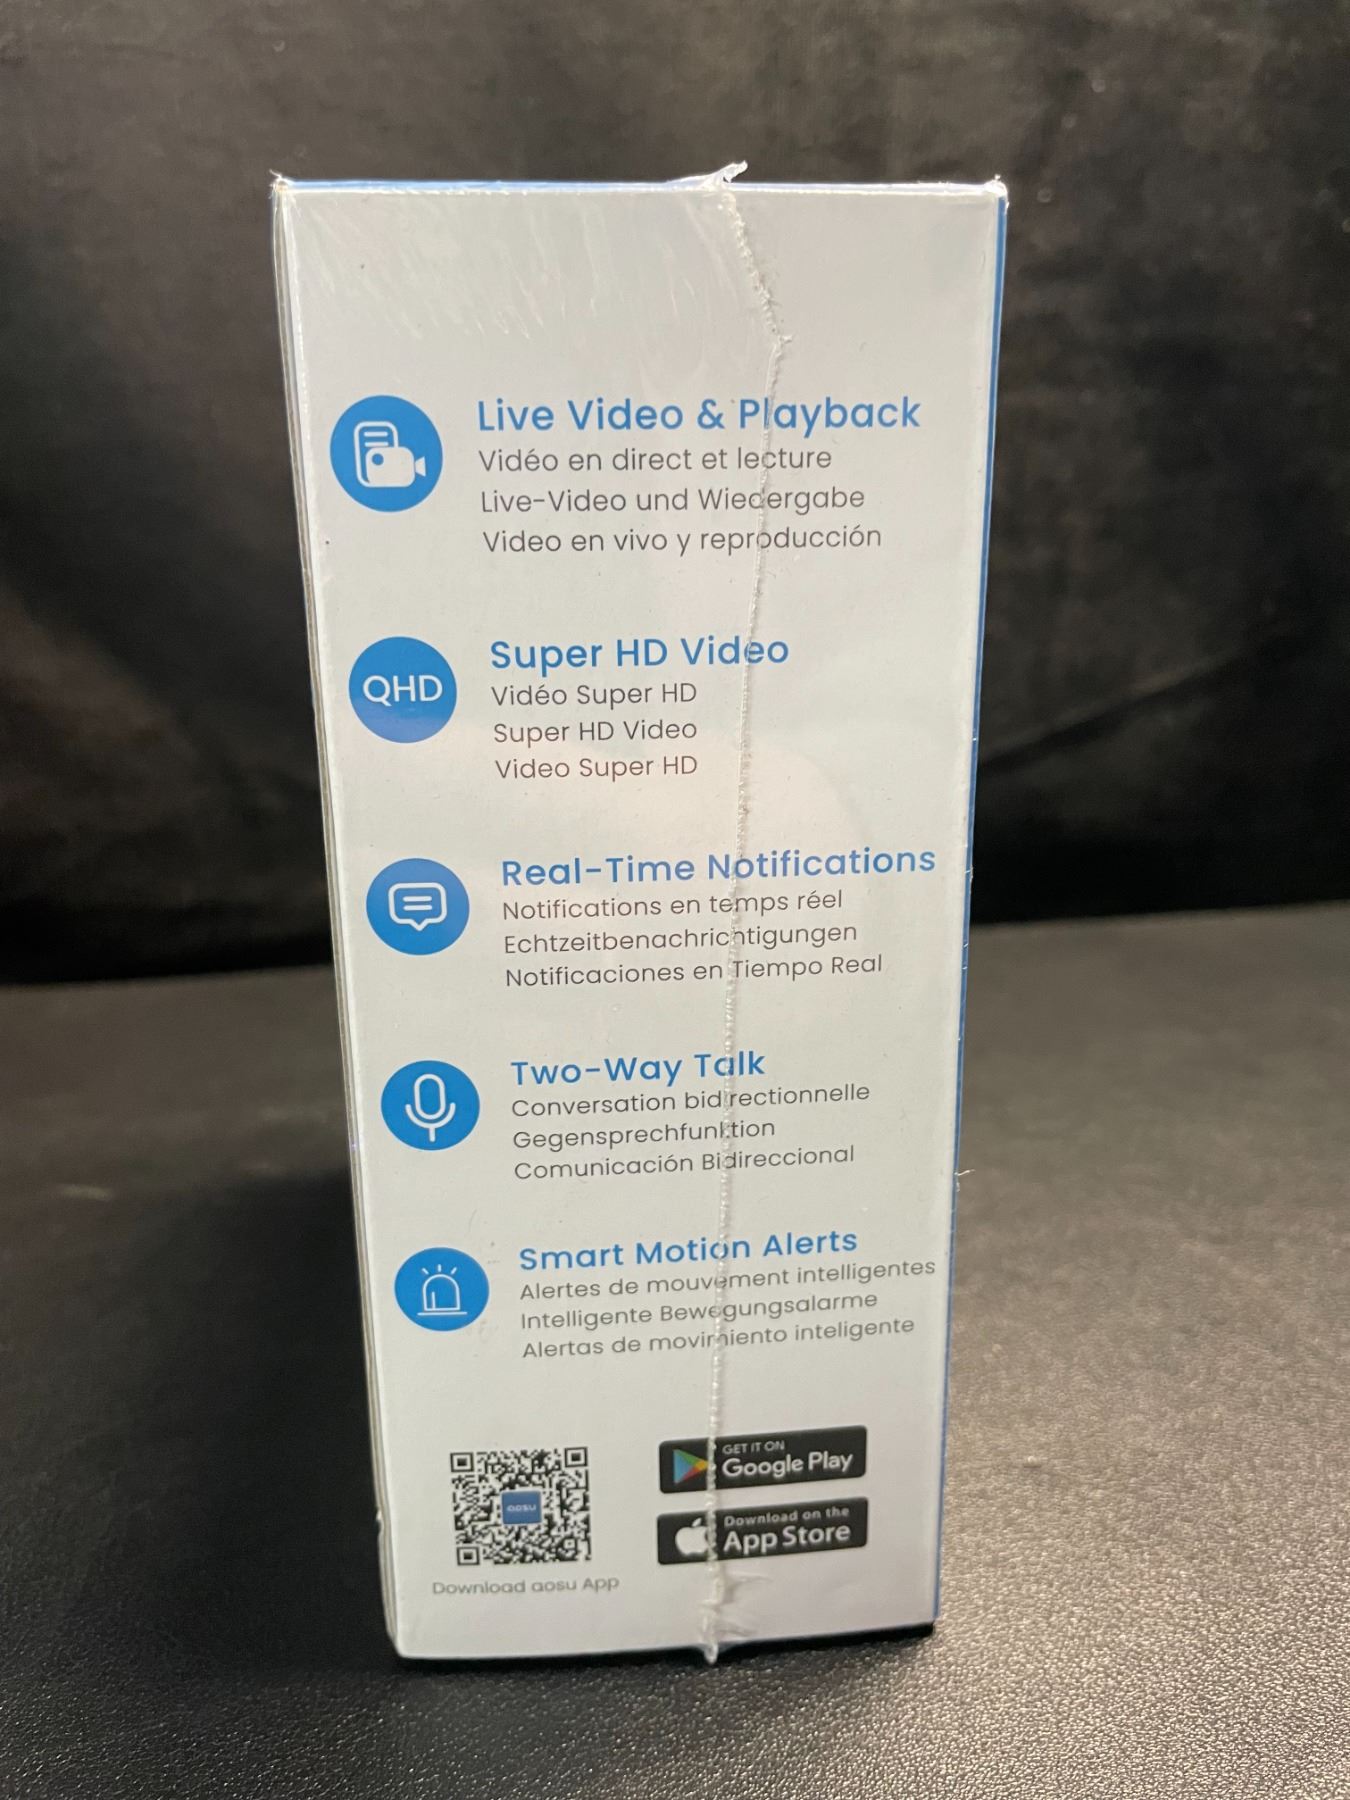 Live Video & Playback
Vidéo en direct et lecture
Live-Video und Wiedergabe
Video en vivo y reproducción
QHD
Super HD Video
Vidéo Super HD
Super HD Video
Video Super HD
Real-Time Notifications
Notifications en temps réel
Echtzeitbenachrichtigungen
Notificaciones en Tiempo Real
Two-Way Talk
Conversation bidirectionnelle
Gegensprechfunktion
Comunicación Bidireccional
Smart Motion Alerts
Alertes de mouvement intelligentes
Intelligente Bewegungsalarme
Alertas de movimiento inteligente
aosu
Download aosu App
GET IT ON
Google Play
Download on the
App Store